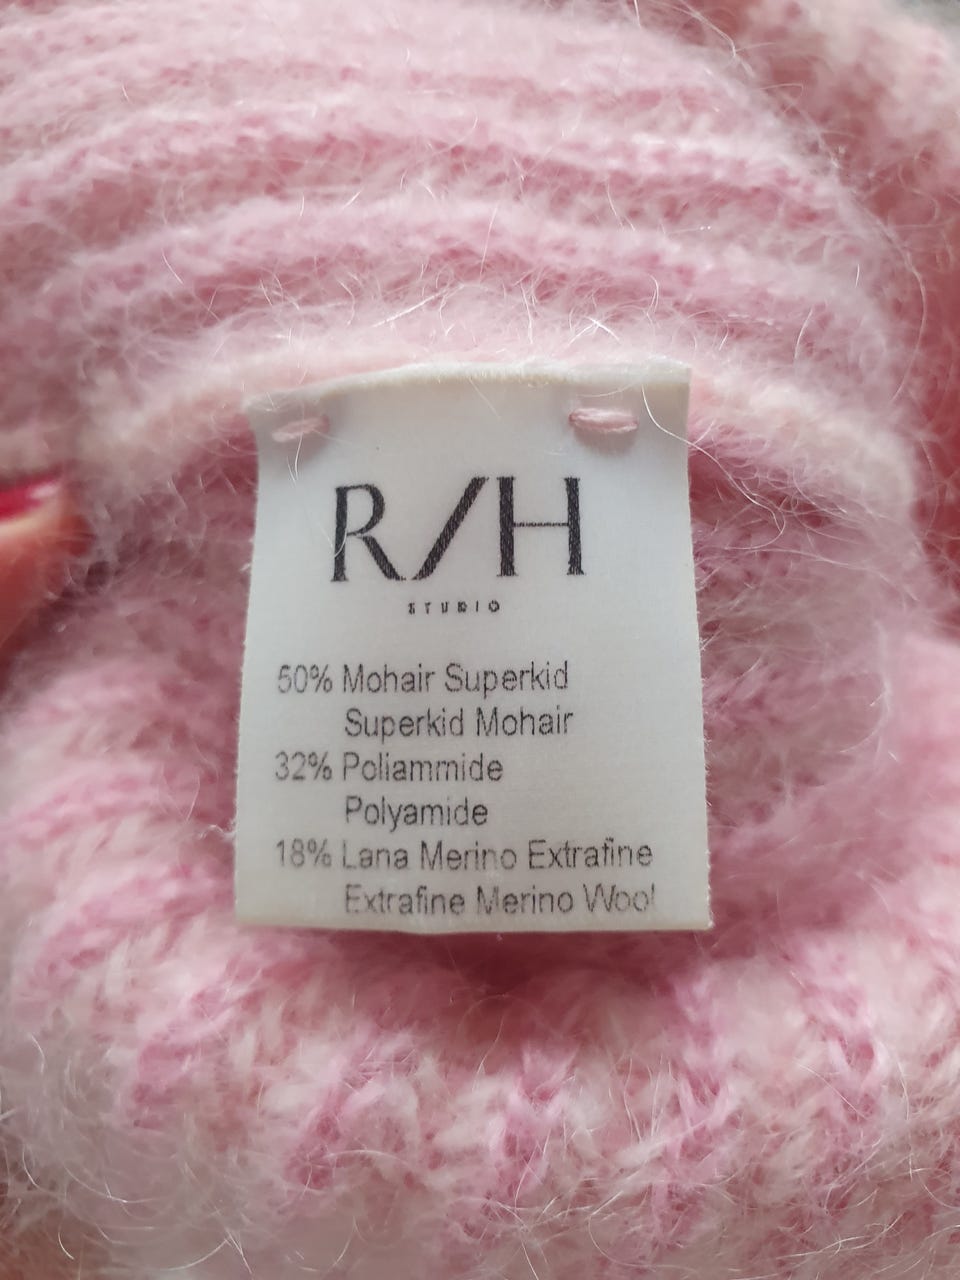 R/H
STUDIO
50% Mohair Superkid
Superkid Mohair
32% Poliammide
Polyamide
18% Lana Merino Extrafine
Extrafine Merino Wool